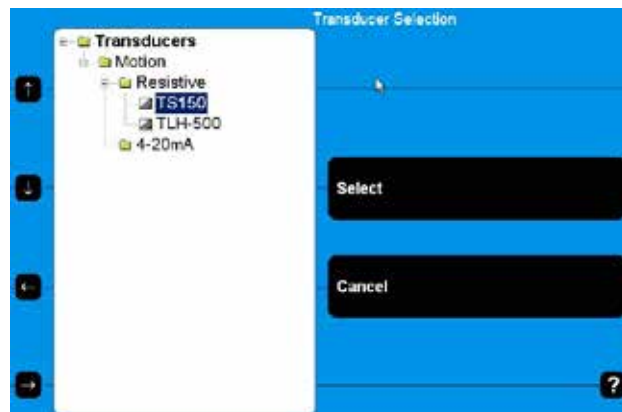 Transducer Selection
Transducers
Motion
Resistive
TS150
TLH-500
4-20mA
Select
Cancel
?